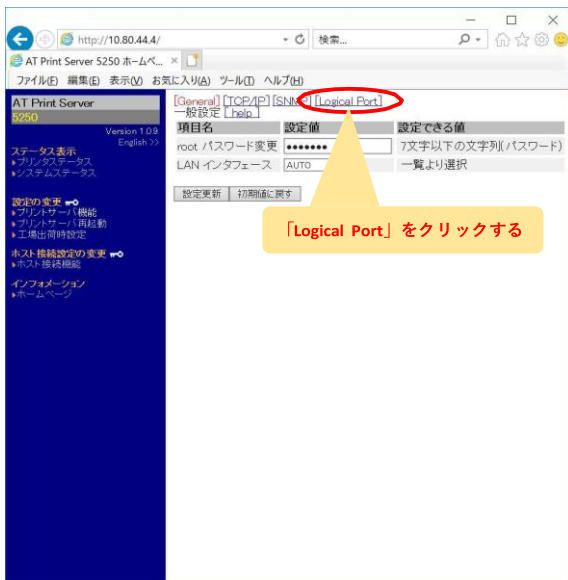 http://10.80.44.4/
検索...
AT Print Server 5250 ホームペ...
ファイル(F) 編集(E) 表示(V) お気に入り(A) ツール(T) ヘルプ(H)
AT Print Server
5250
Version 1.0.9
English >>
ステータス表示
プリンタステータス
システムステータス
設定の変更
プリントサーバ機能
プリントサーバ再起動
工場出荷時設定
ホスト接続設定の変更
ホスト接続機能
インフォメーション
ホームページ
[General] [TCP/IP] [SNMP] [Logical Port]
一般設定 [help]
項目名 設定値 設定できる値
root パスワード変更 ●●●●●●● 7文字以下の文字列(パスワード)
LAN インタフェース AUTO 一覧より選択
設定更新 初期値に戻す
「Logical Port」をクリックする